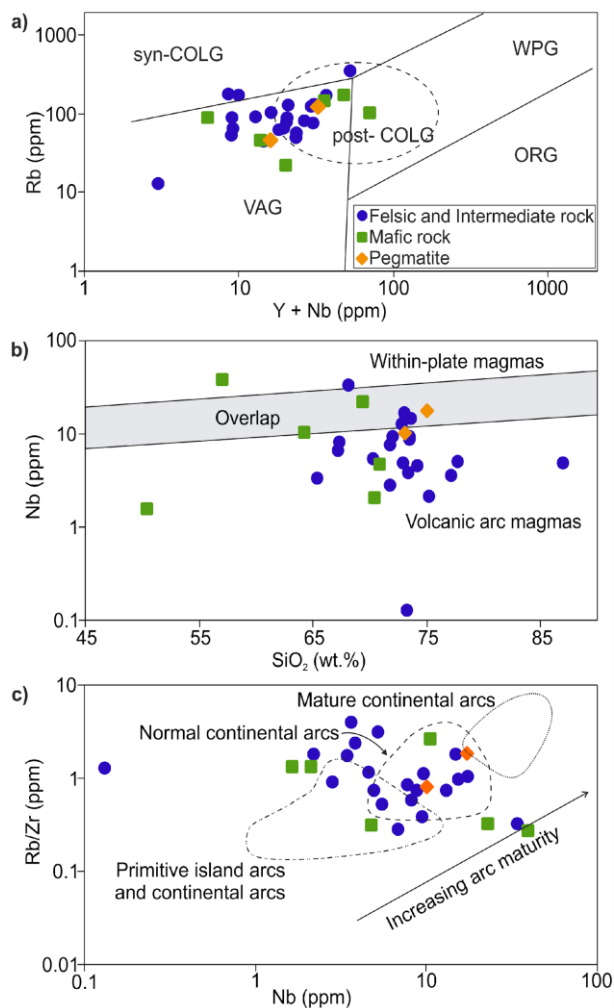 a)
1000
100
10
1
Rb (ppm)
syn-COLG
WPG
post- COLG
ORG
VAG
Felsic and Intermediate rock
Mafic rock
Pegmatite
1 10 100 1000
Y + Nb (ppm)
b)
100
10
1
0.1
Nb (ppm)
Within-plate magmas
Overlap
Volcanic arc magmas
45 55 65 75 85
SiO₂ (wt.%)
c)
10
1
0.1
0.01
Rb/Zr
Mature continental arcs
Normal continental arcs
Primitive island arcs
and continental arcs
Increasing arc maturity
0.1 1 10 100
Nb (ppm)